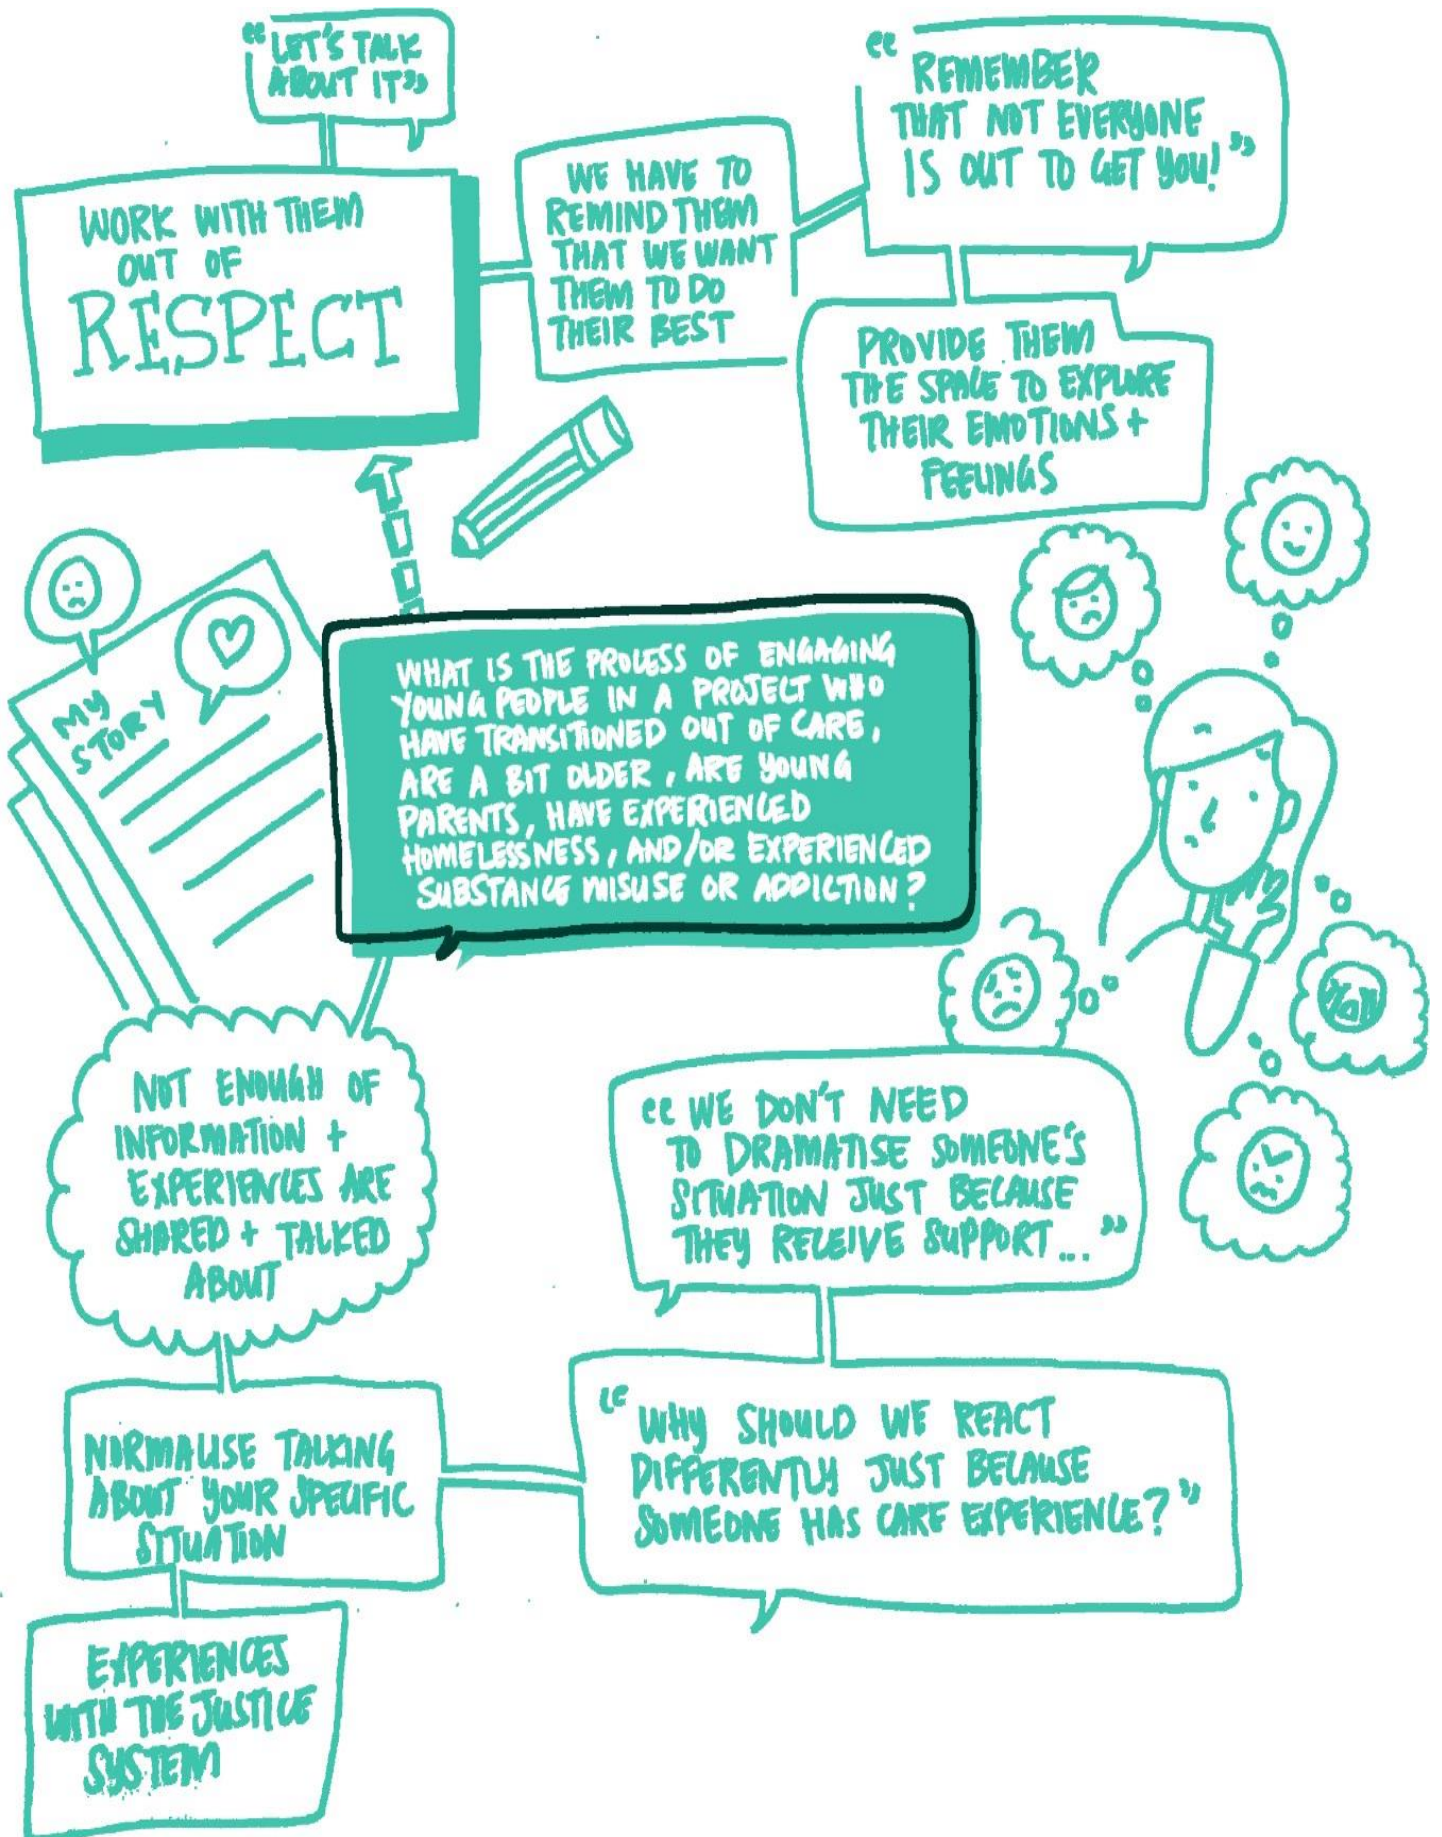 “LET'S TALK
ABOUT IT”
WORK WITH THEM
OUT OF
RESPECT
WE HAVE TO
REMIND THEM
THAT WE WANT
THEM TO DO
THEIR BEST
“REMEMBER
THAT NOT EVERYONE
IS OUT TO GET YOU!”
PROVIDE THEM
THE SPACE TO EXPLORE
THEIR EMOTIONS +
FEELINGS
MY
STORY
WHAT IS THE PROCESS OF ENGAGING
YOUNG PEOPLE IN A PROJECT WHO
HAVE TRANSITIONED OUT OF CARE,
ARE A BIT OLDER, ARE YOUNG
PARENTS, HAVE EXPERIENCED
HOMELESSNESS, AND/OR EXPERIENCED
SUBSTANCE MISUSE OR ADDICTION?
NOT ENOUGH OF
INFORMATION +
EXPERIENCES ARE
SHARED + TALKED
ABOUT
“WE DON'T NEED
TO DRAMATISE SOMEONE'S
SITUATION JUST BECAUSE
THEY RECEIVE SUPPORT...”
NORMALISE TALKING
ABOUT YOUR SPECIFIC
SITUATION
“WHY SHOULD WE REACT
DIFFERENTLY JUST BECAUSE
SOMEONE HAS CARE EXPERIENCE?”
EXPERIENCES
WITH THE JUSTICE
SYSTEM